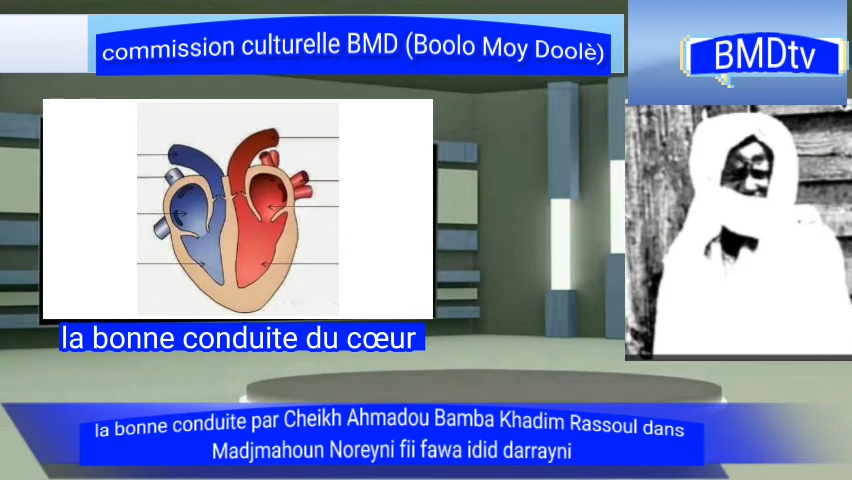 commission culturelle BMD (Boolo Moy Doolè)
BMDtv
la bonne conduite du cœur
la bonne conduite par Cheikh Ahmadou Bamba Khadim Rassoul dans
Madjmahoun Noreyni fii fawa idid darrayni